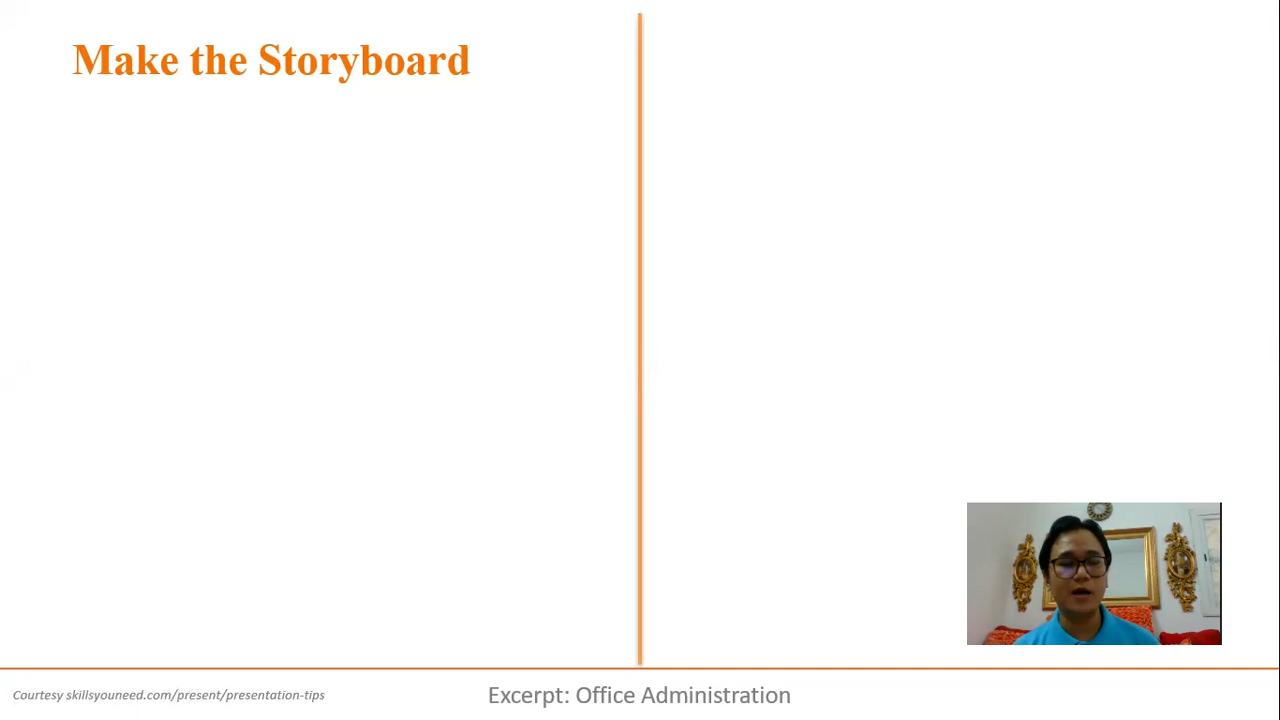 Make the Storyboard
Courtesy skillsyouneed.com/present/presentation-tips
Excerpt: Office Administration